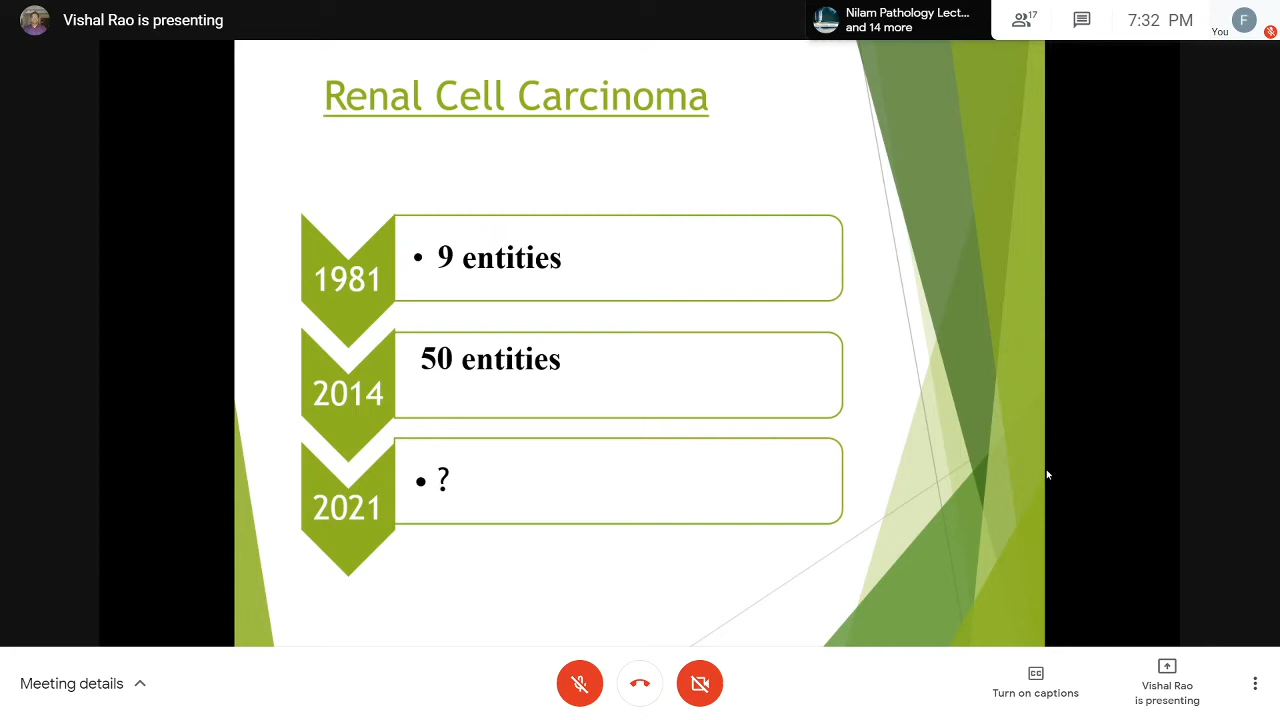 Vishal Rao is presenting
Nilam Pathology Lect...
and 14 more
17
7:32 PM
You
F
Renal Cell Carcinoma
1981
• 9 entities
2014
50 entities
2021
• ?
Meeting details
CC
Turn on captions
Vishal Rao
is presenting